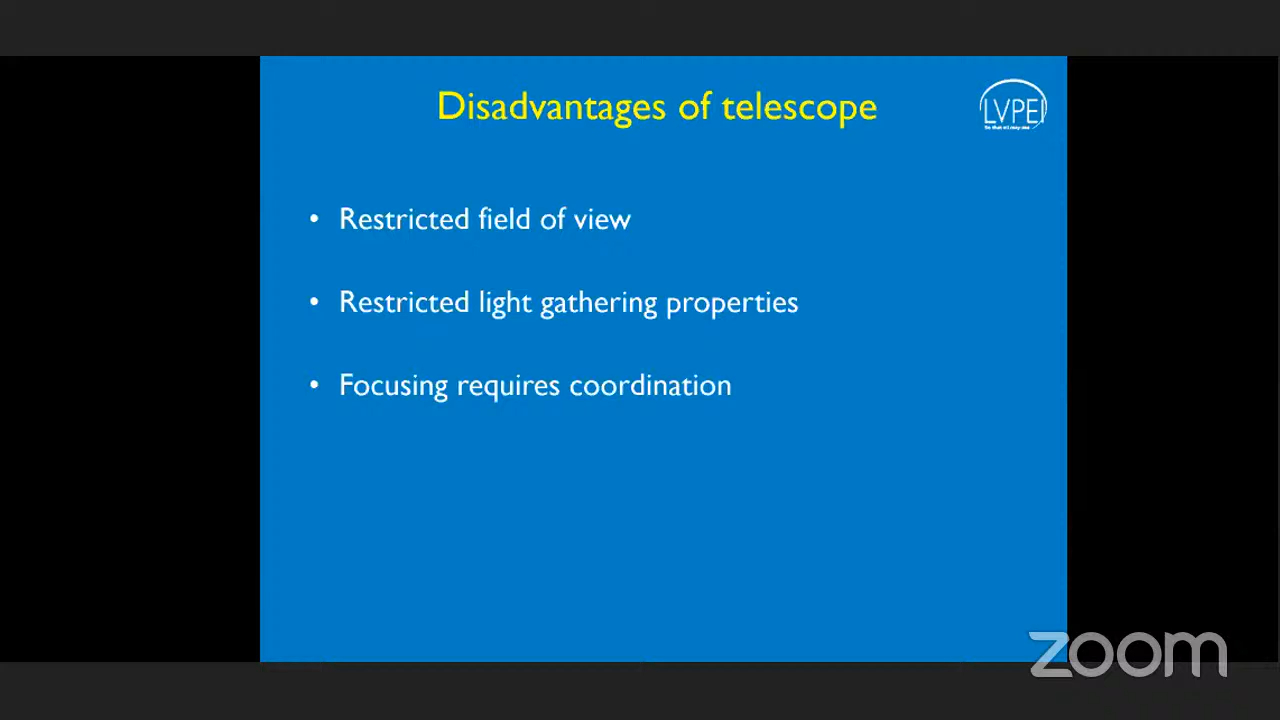 Disadvantages of telescope
LVPEI
• Restricted field of view
• Restricted light gathering properties
• Focusing requires coordination
zoom